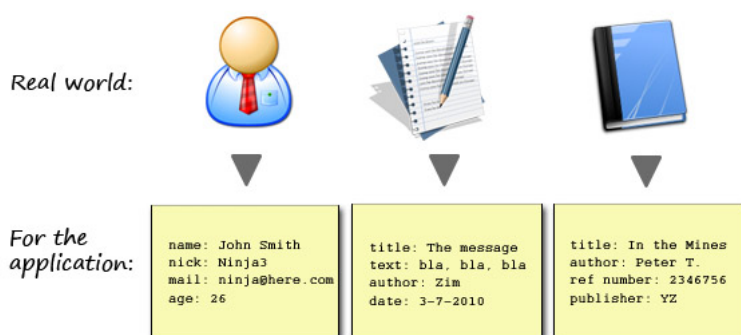 Real world:
For the
application:
name: John Smith
nick: Ninja3
mail: ninja@here.com
age: 26
title: The message
text: bla, bla, bla
author: Zim
date: 3-7-2010
title: In the Mines
author: Peter T.
ref number: 2346756
publisher: YZ